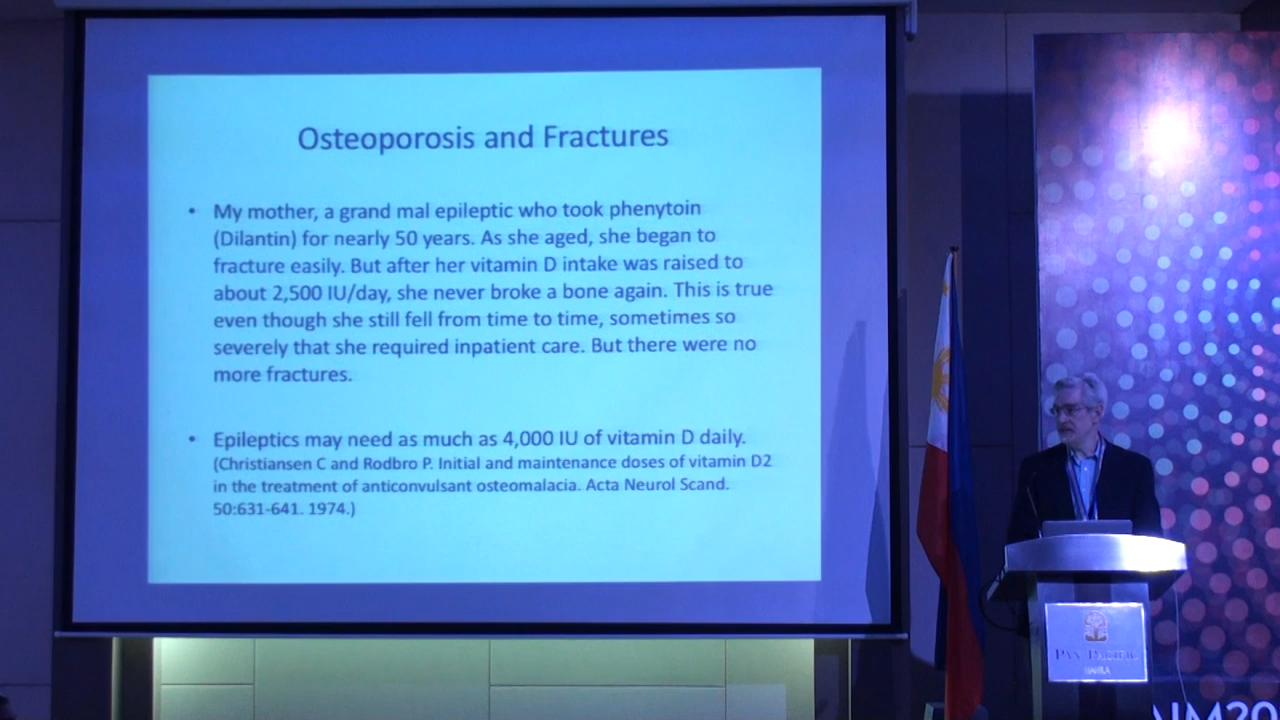 Osteoporosis and Fractures
• My mother, a grand mal epileptic who took phenytoin
(Dilantin) for nearly 50 years. As she aged, she began to
fracture easily. But after her vitamin D intake was raised to
about 2,500 IU/day, she never broke a bone again. This is true
even though she still fell from time to time, sometimes so
severely that she required inpatient care. But there were no
more fractures.
• Epileptics may need as much as 4,000 IU of vitamin D daily.
(Christiansen C and Rodbro P. Initial and maintenance doses of vitamin D2
in the treatment of anticonvulsant osteomalacia. Acta Neurol Scand.
50:631-641. 1974.)
PAN PACIFIC
MANILA